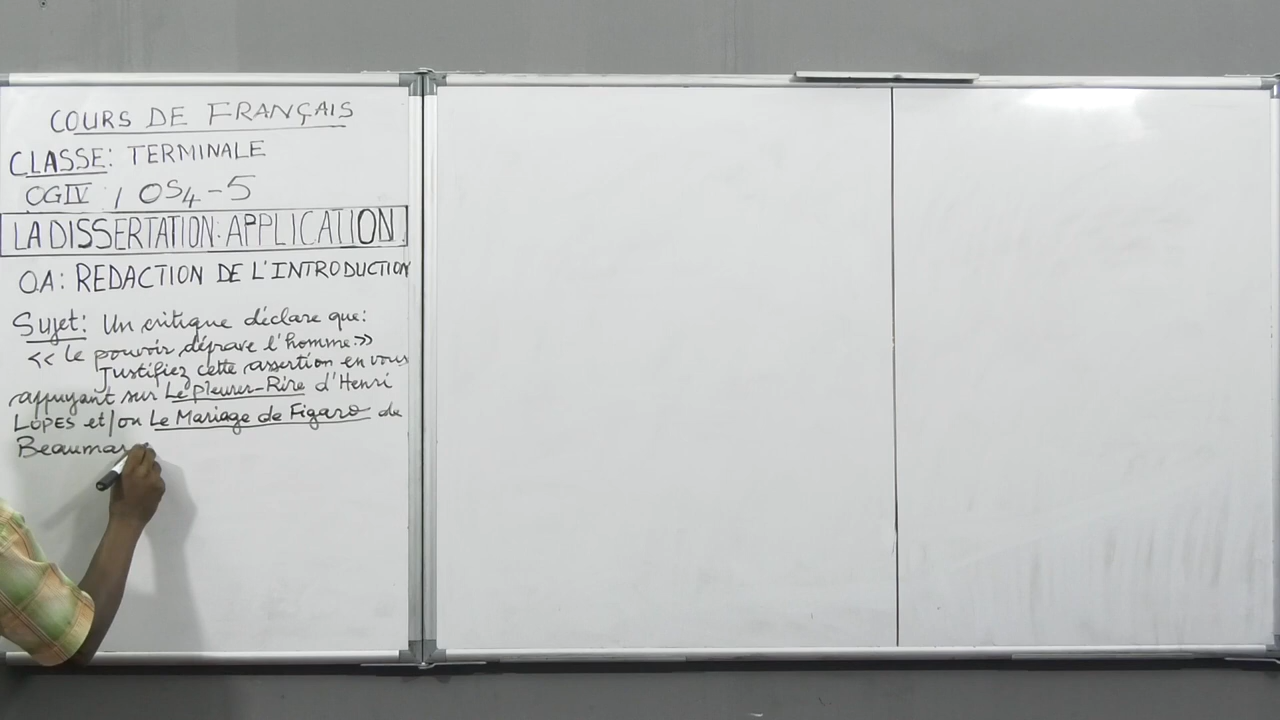 COURS DE FRANÇAIS
CLASSE: TERMINALE
OGIV / OS4-5
LA DISSERTATION: APPLICATION
OA: REDACTION DE L'INTRODUCTION
Sujet: Un critique déclare que:
<< Le pouvoir déprave l'homme.>>
Justifiez cette assertion en vous
appuyant sur Le Pleurer-Rire d'Henri
LOPES et/ou Le Mariage de Figaro de
Beaumar